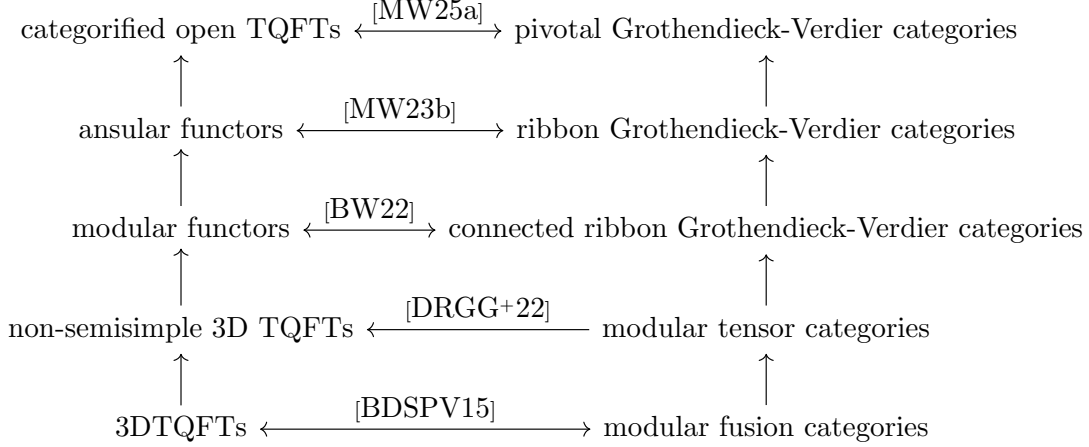 [MW25a]
categorified open TQFTs pivotal Grothendieck-Verdier categories
[MW23b]
ansular functors ribbon Grothendieck-Verdier categories
[BW22]
modular functors connected ribbon Grothendieck-Verdier categories
[DRGG+22]
non-semisimple 3D TQFTs modular tensor categories
[BDSPV15]
3DTQFTs modular fusion categories